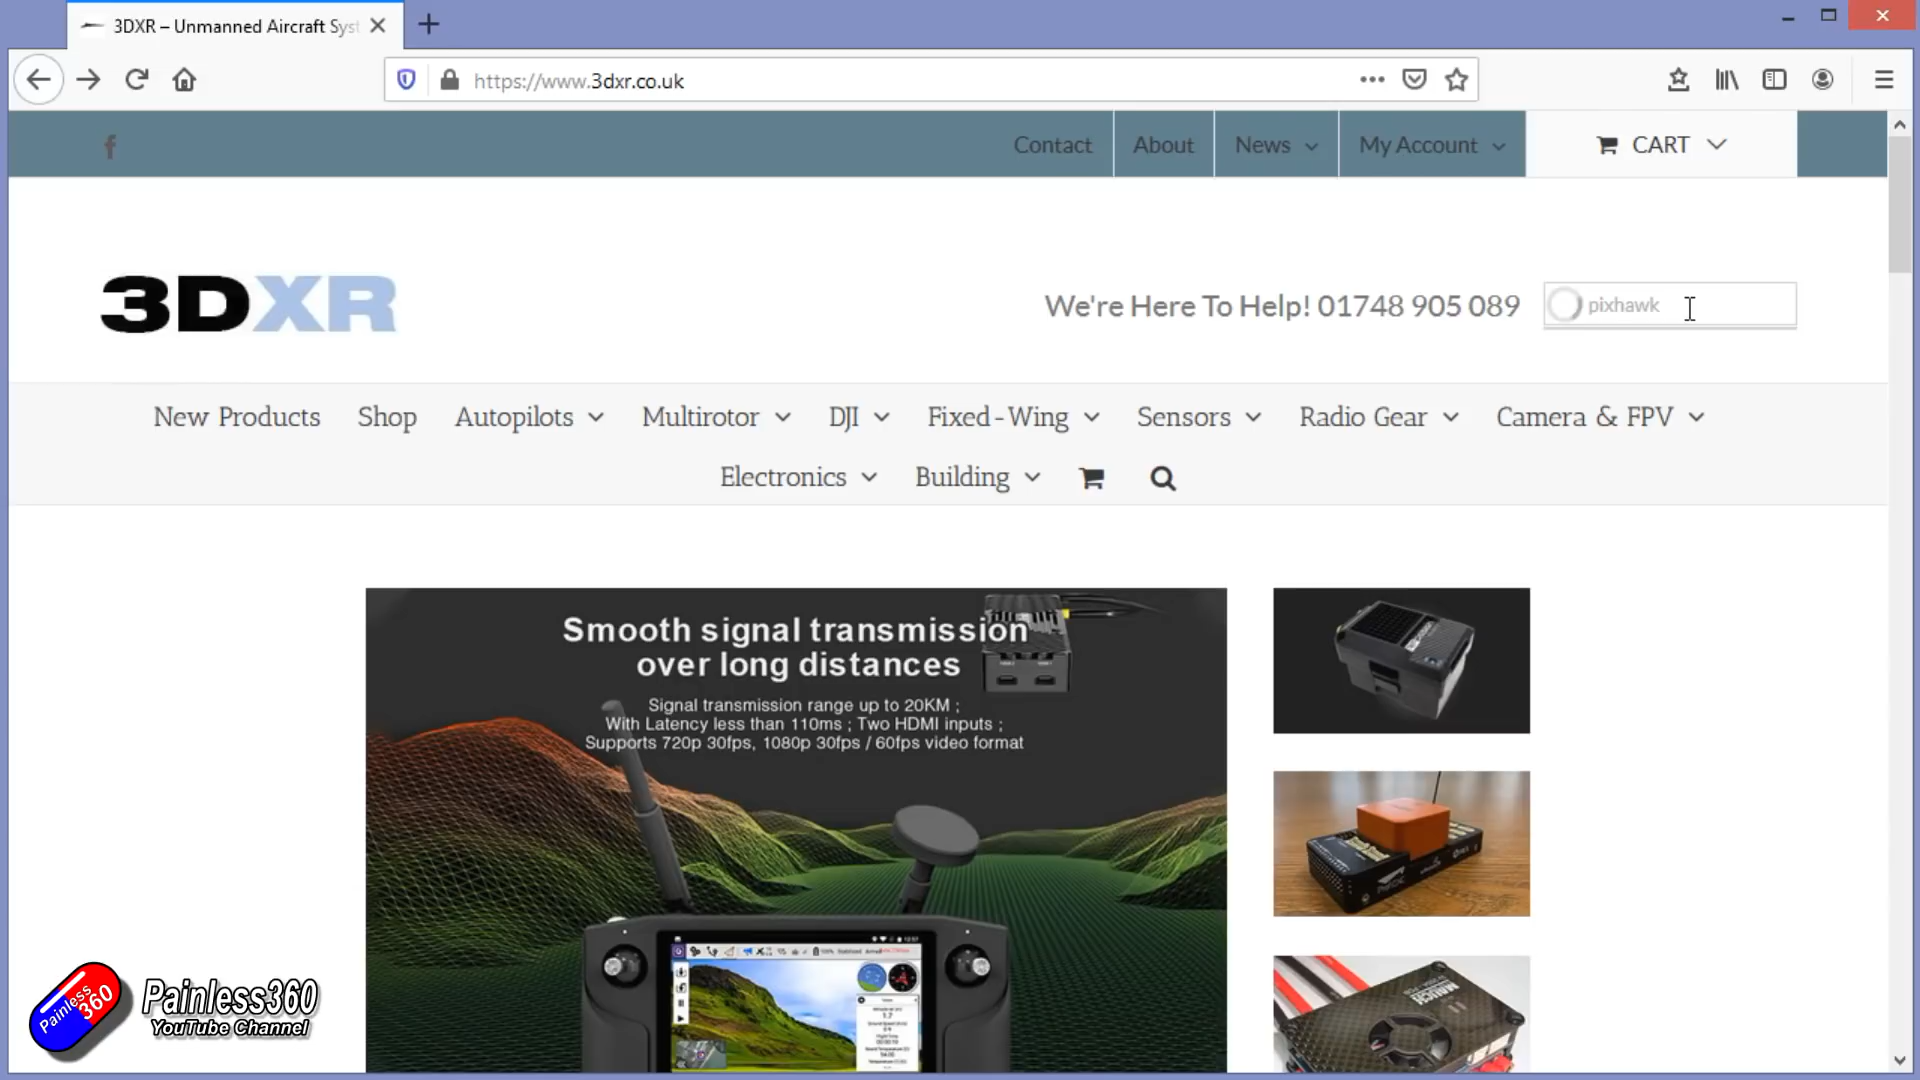 3DXR – Unmanned Aircraft Syst
https://www.3dxr.co.uk
Contact
About
News
My Account
CART
3DXR
We're Here To Help! 01748 905 089
pixhawk
New Products
Shop
Autopilots
Multirotor
DJI
Fixed-Wing
Sensors
Radio Gear
Camera & FPV
Electronics
Building
Smooth signal transmission
over long distances
Signal transmission range up to 20KM ;
With Latency less than 110ms ; Two HDMI inputs ;
Supports 720p 30fps, 1080p 30fps / 60fps video format
MAUCH
Painless
360
Painless360
YouTube Channel